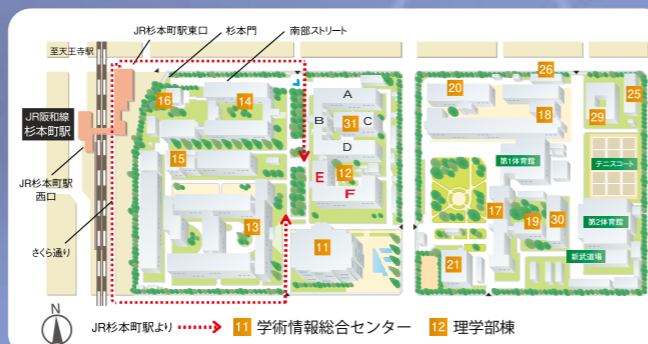 JR杉本町駅東口 杉本門 南部ストリート
至天王寺駅
26
25
20
16
14
A
B
31
C
18
29
D
JR阪和線
杉本町駅
15
第1体育館
テニスコート
E
12
F
JR杉本町駅
西口
17
19
30
第2体育館
13
11
さくら通り
21
新武道場
N
JR杉本町駅より 11 学術情報総合センター 12 理学部棟